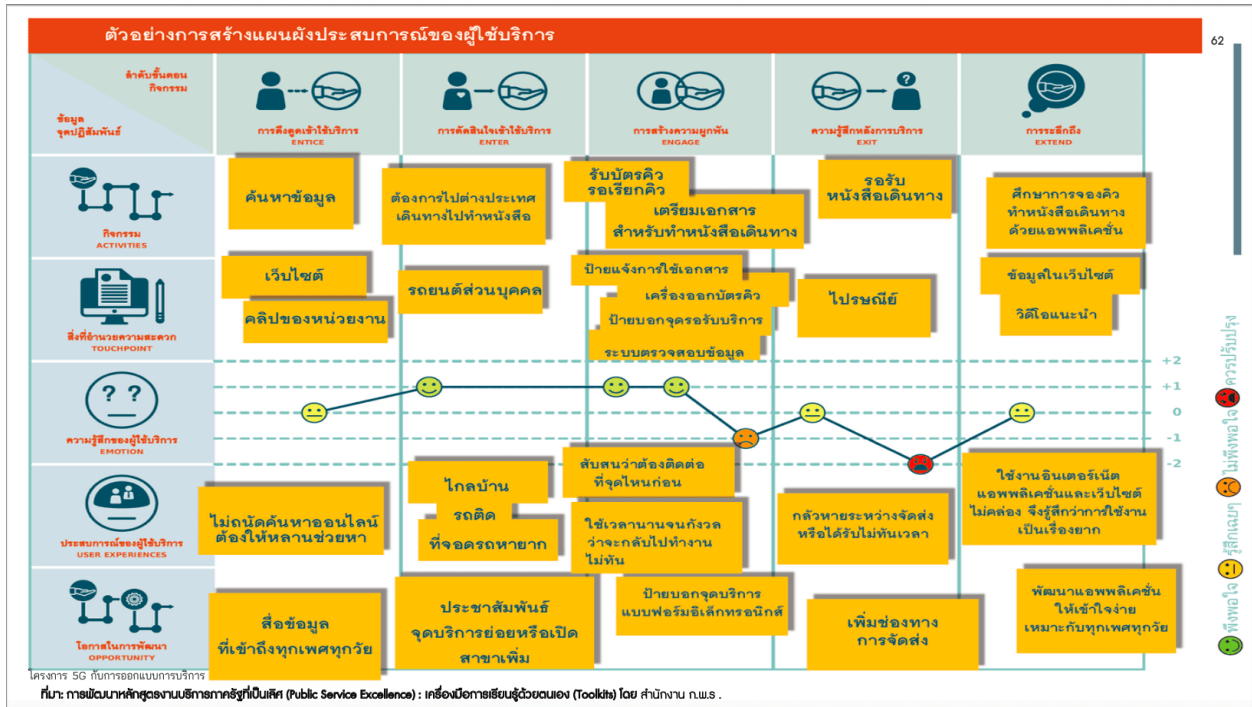 ตัวอย่างการสร้างแผนผังประสบการณ์ของผู้ใช้บริการ
62
ลำดับขั้นตอน
กิจกรรม
ข้อมูล
จุดปฏิสัมพันธ์
การดึงดูดเข้าใช้บริการ
ENTICE
การตัดสินใจเข้าใช้บริการ
ENTER
การสร้างความผูกพัน
ENGAGE
ความรู้สึกหลังการบริการ
EXIT
การระลึกถึง
EXTEND
กิจกรรม
ACTIVITIES
ค้นหาข้อมูล
ต้องการไปต่างประเทศ
เดินทางไปทำหนังสือ
รับบัตรคิว
รอเรียกคิว
เตรียมเอกสาร
สำหรับทำหนังสือเดินทาง
รอรับ
หนังสือเดินทาง
ศึกษาการจองคิว
ทำหนังสือเดินทาง
ด้วยแอพพลิเคชั่น
สิ่งที่อำนวยความสะดวก
TOUCHPOINT
เว็บไซต์
คลิปของหน่วยงาน
รถยนต์ส่วนบุคคล
ป้ายแจ้งการใช้เอกสาร
เครื่องออกบัตรคิว
ป้ายบอกจุดรอรับบริการ
ระบบตรวจสอบข้อมูล
ไปรษณีย์
ข้อมูลในเว็บไซต์
วิดีโอแนะนำ
? ?
ความรู้สึกของผู้ใช้บริการ
EMOTION
+2
+1
0
-1
-2
ประสบการณ์ของผู้ใช้บริการ
USER EXPERIENCES
ไม่ถนัดค้นหาออนไลน์
ต้องให้หลานช่วยหา
ไกลบ้าน
รถติด
ที่จอดรถหายาก
สับสนว่าต้องติดต่อ
ที่จุดไหนก่อน
ใช้เวลานานจนกังวล
ว่าจะกลับไปทำงาน
ไม่ทัน
กลัวหายระหว่างจัดส่ง
หรือได้รับไม่ทันเวลา
ใช้งานอินเตอร์เน็ต
แอพพลิเคชั่นและเว็บไซต์
ไม่คล่อง จึงรู้สึกว่าการใช้งาน
เป็นเรื่องยาก
โอกาสในการพัฒนา
OPPORTUNITY
สื่อข้อมูล
ที่เข้าถึงทุกเพศทุกวัย
ประชาสัมพันธ์
จุดบริการย่อยหรือเปิด
สาขาเพิ่ม
ป้ายบอกจุดบริการ
แบบฟอร์มอิเล็กทรอนิกส์
เพิ่มช่องทาง
การจัดส่ง
พัฒนาแอพพลิเคชั่น
ให้เข้าใจง่าย
เหมาะกับทุกเพศทุกวัย
พึงพอใจ รู้สึกเฉยๆ ไม่พึงพอใจ ควรปรับปรุง
โครงการ 5G กับการออกแบบการบริการ
ที่มา: การพัฒนาหลักสูตรงานบริการภาครัฐที่เป็นเลิศ (Public Service Excellence) : เครื่องมือการเรียนรู้ด้วยตนเอง (Toolkits) โดย สำนักงาน ก.พ.ร .